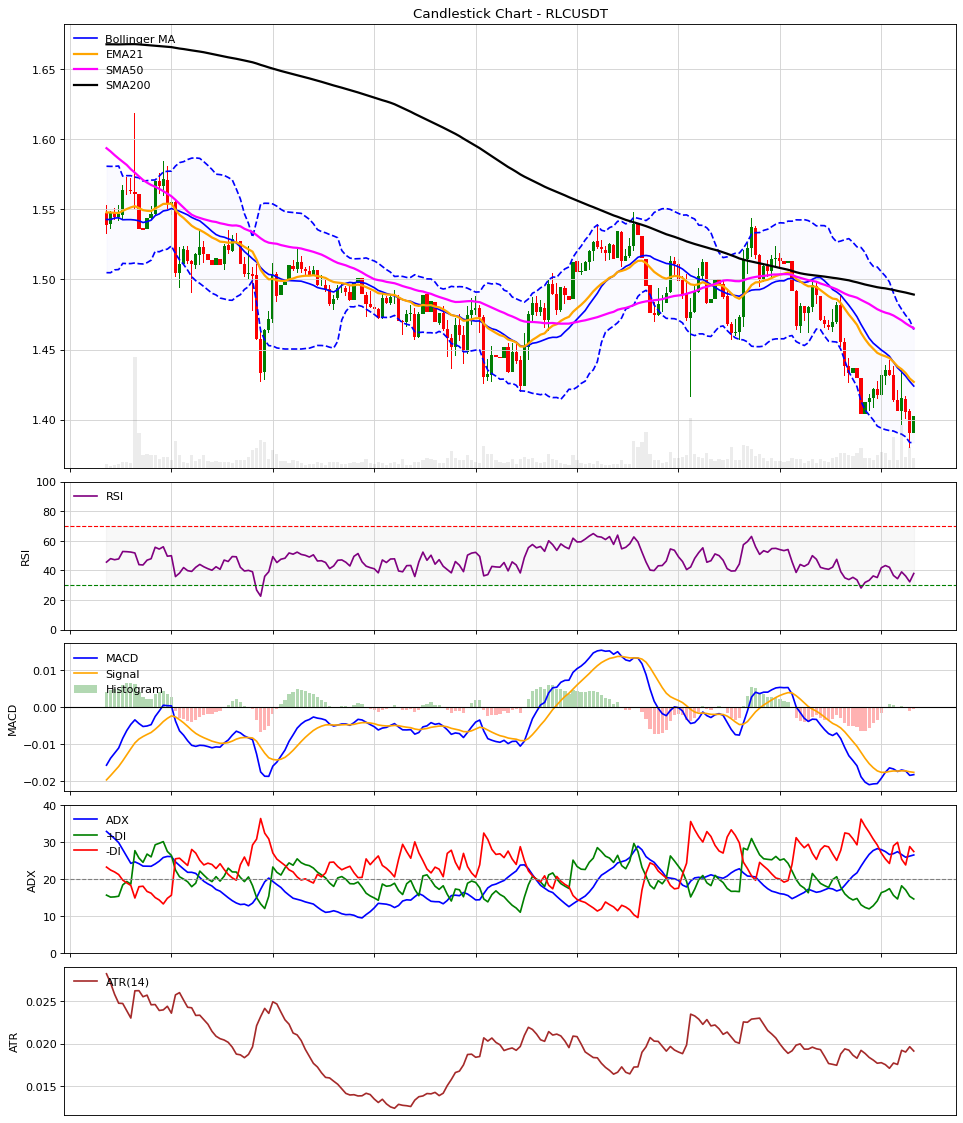 Candlestick Chart - RLCUSDT
Bollinger MA
EMA21
SMA50
SMA200
1.65
1.60
1.55
1.50
1.45
1.40
RSI
100
80
60
40
20
0
RSI
MACD
Signal
Histogram
0.01
0.00
−0.01
−0.02
MACD
ADX
+DI
-DI
40
30
20
10
0
ADX
ATR(14)
0.025
0.020
0.015
ATR